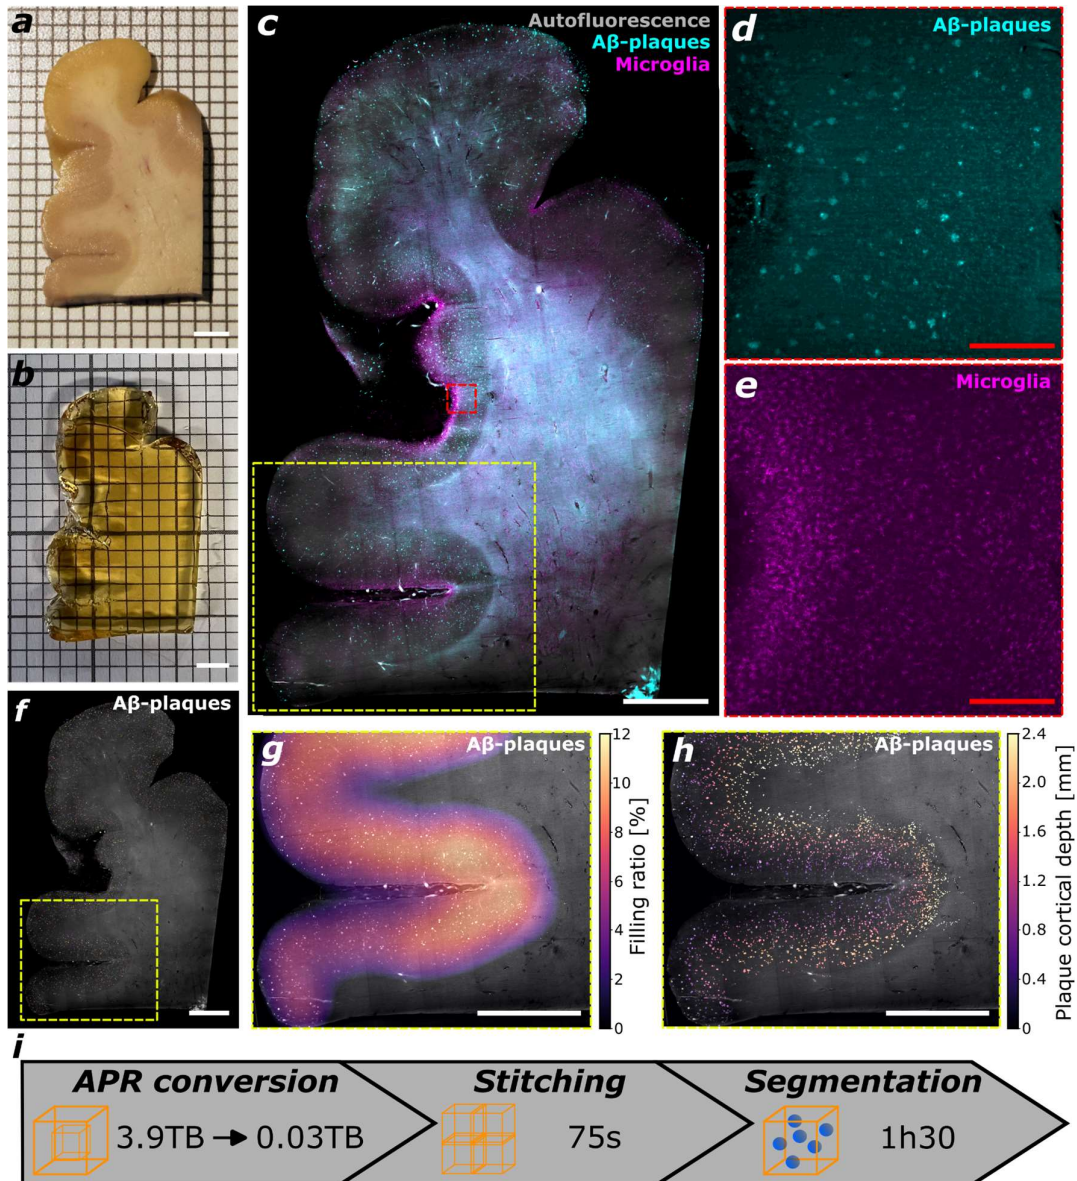 a
b
c
Autofluorescence
Aβ-plaques
Microglia
d
Aβ-plaques
e
Microglia
f
Aβ-plaques
g
Aβ-plaques
12
10
8
6
4
2
0
Filling ratio [%]
h
Aβ-plaques
2.4
2.0
1.6
1.2
0.8
0.4
0
Plaque cortical depth [mm]
i
APR conversion
3.9TB → 0.03TB
Stitching
75s
Segmentation
1h30